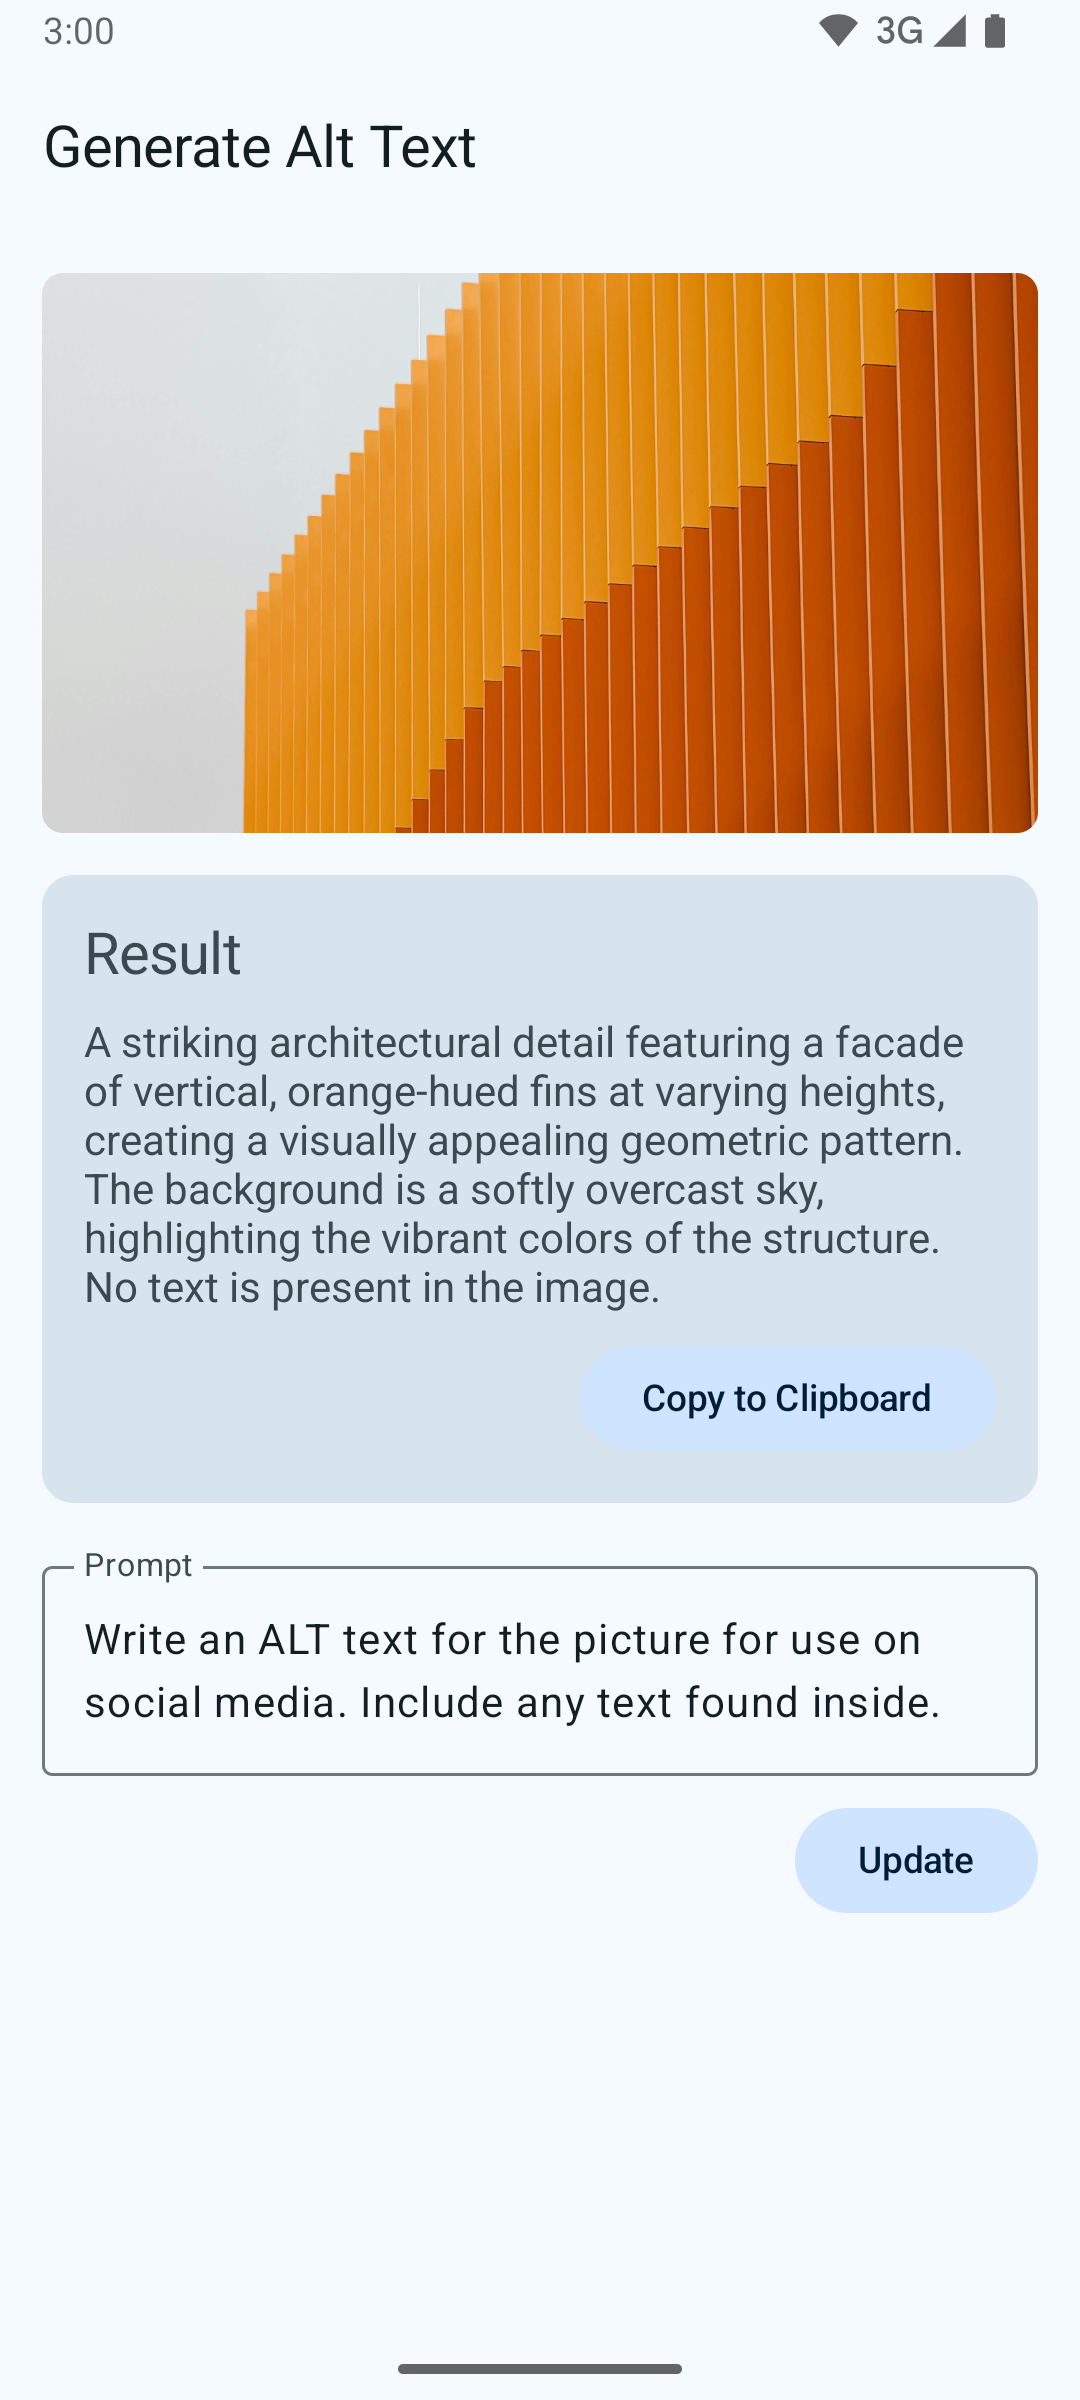 3:00
3G
Generate Alt Text
Result
A striking architectural detail featuring a facade
of vertical, orange-hued fins at varying heights,
creating a visually appealing geometric pattern.
The background is a softly overcast sky,
highlighting the vibrant colors of the structure.
No text is present in the image.
Copy to Clipboard
Prompt
Write an ALT text for the picture for use on
social media. Include any text found inside.
Update